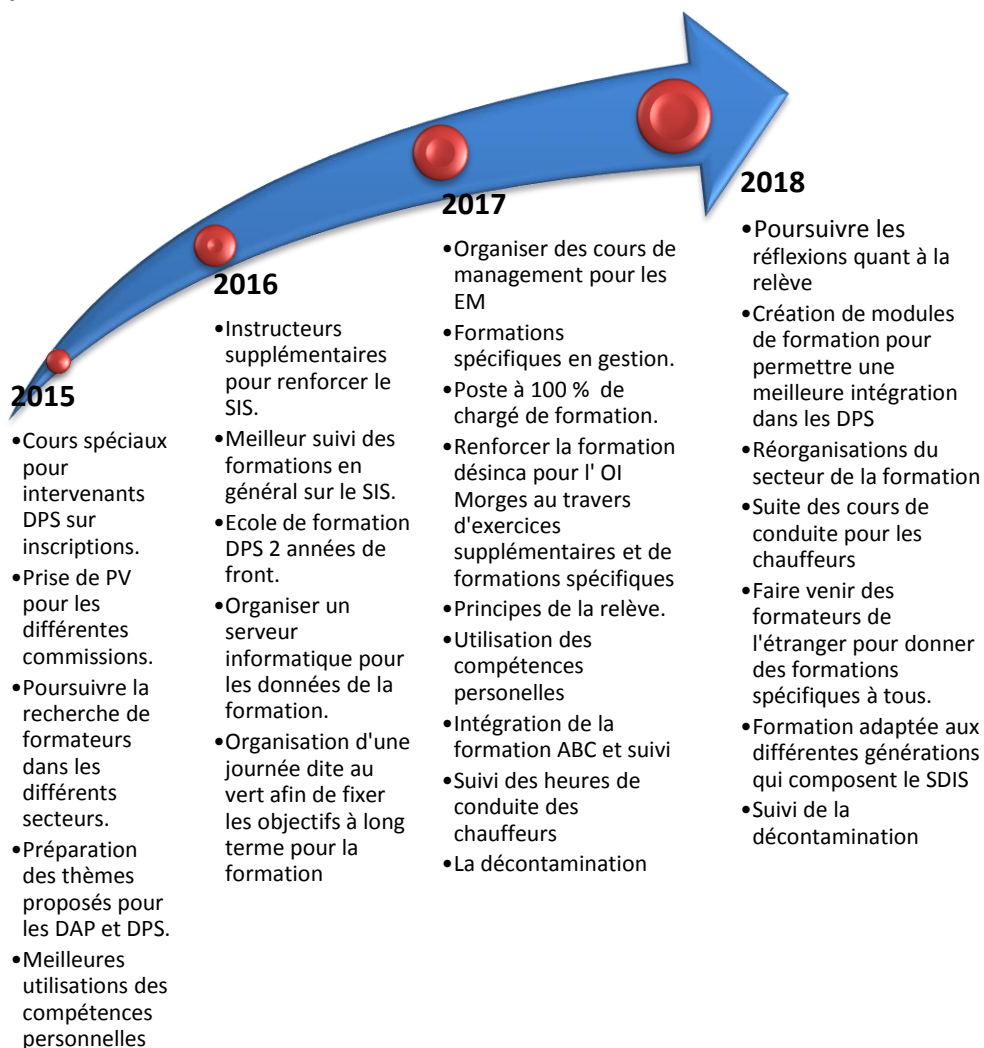 2015
•Cours spéciaux
pour
intervenants
DPS sur
inscriptions.
•Prise de PV
pour les
différentes
commissions.
•Poursuivre la
recherche de
formateurs
dans les
différents
secteurs.
•Préparation
des thèmes
proposés pour
les DAP et DPS.
•Meilleures
utilisations des
compétences
personnelles
2016
•Instructeurs
supplémentaires
pour renforcer le
SIS.
•Meilleur suivi des
formations en
général sur le SIS.
•Ecole de formation
DPS 2 années de
front.
•Organiser un
serveur
informatique pour
les données de la
formation.
•Organisation d'une
journée dite au
vert afin de fixer
les objectifs à long
terme pour la
formation
2017
•Organiser des cours de
management pour les
EM
•Formations
spécifiques en gestion.
•Poste à 100 % de
chargé de formation.
•Renforcer la formation
désinca pour l' OI
Morges au travers
d'exercices
supplémentaires et de
formations spécifiques
•Principes de la relève.
•Utilisation des
compétences
personelles
•Intégration de la
formation ABC et suivi
•Suivi des heures de
conduite des
chauffeurs
•La décontamination
2018
•Poursuivre les
réflexions quant à la
relève
•Création de modules
de formation pour
permettre une
meilleure intégration
dans les DPS
•Réorganisations du
secteur de la formation
•Suite des cours de
conduite pour les
chauffeurs
•Faire venir des
formateurs de
l'étranger pour donner
des formations
spécifiques à tous.
•Formation adaptée aux
différentes générations
qui composent le SDIS
•Suivi de la
décontamination